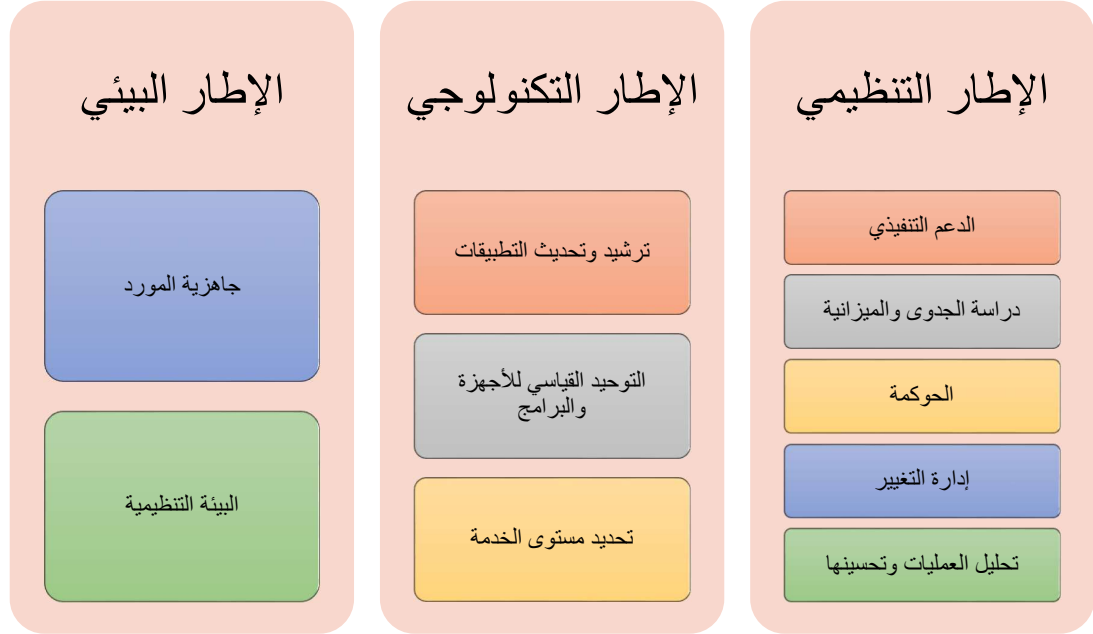 الإطار التنظيمي
الدعم التنفيذي
دراسة الجدوى والميزانية
الحوكمة
إدارة التغيير
تحليل العمليات وتحسينها
الإطار التكنولوجي
ترشيد وتحديث التطبيقات
التوحيد القياسي للأجهزة
والبرامج
تحديد مستوى الخدمة
الإطار البيئي
جاهزية المورد
البيئة التنظيمية